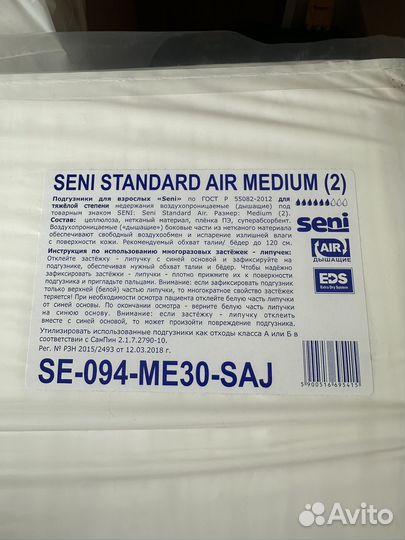 SENI STANDARD AIR MEDIUM (2)
Подгузники для взрослых «Seni» по ГОСТ Р 55082-2012 для
тяжёлой степени недержания воздухопроницаемые (дышащие) под
товарным знаком SENI: Seni Standard Air. Размер: Medium (2).
Состав: целлюлоза, нетканый материал, плёнка ПЭ, суперабсорбент.
Воздухопроницаемые («дышащие») боковые части из нетканого материала
обеспечивают свободный воздухообмен и испарение излишней влаги
с поверхности кожи. Рекомендуемый обхват талии/ бёдер до 120 см.
Инструкция по использованию многоразовых застёжек - липучек:
Отклейте застёжку - липучку с синей основой и зафиксируйте на
подгузнике, обеспечивая нужный обхват талии и бёдер. Чтобы надёжно
зафиксировать застёжки - липучки - плотно прижмите их к поверхности
подгузника и пригладьте пальцами. Внимание: если зафиксировать подгузник
только верхней (белой) частью липучки, то многократное свойство застёжек
теряется! При необходимости осмотра пациента отклейте белую часть липучки
от синей основы, по окончании - верните белую часть липучки
на синюю основу. Внимание: если застёжку - липучку отклеить
вместе с синей основой, то может произойти повреждение подгузника.
Утилизировать использованные подгузники как отходы класса А или Б в
соответствии с СанПин 2.1.7.2790-10.
Рег. № РЗН 2015/2493 от 12.03.2018 г.
seni
AIR
ДЫШАЩИЕ
EDS
Extra Dry System
SE-094-ME30-SAJ
5900516695415
Avito